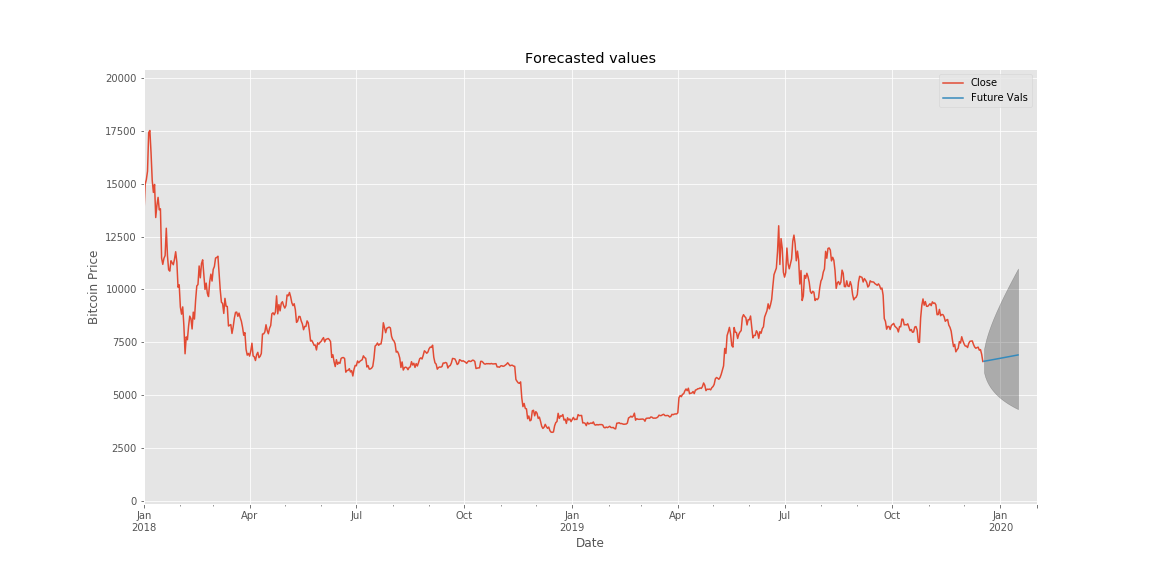 Forecasted values
Close
Future Vals
20000
17500
15000
12500
10000
7500
5000
2500
0
Bitcoin Price
Jan Apr Jul Oct Jan Apr Jul Oct Jan
2018 2019 2020
Date